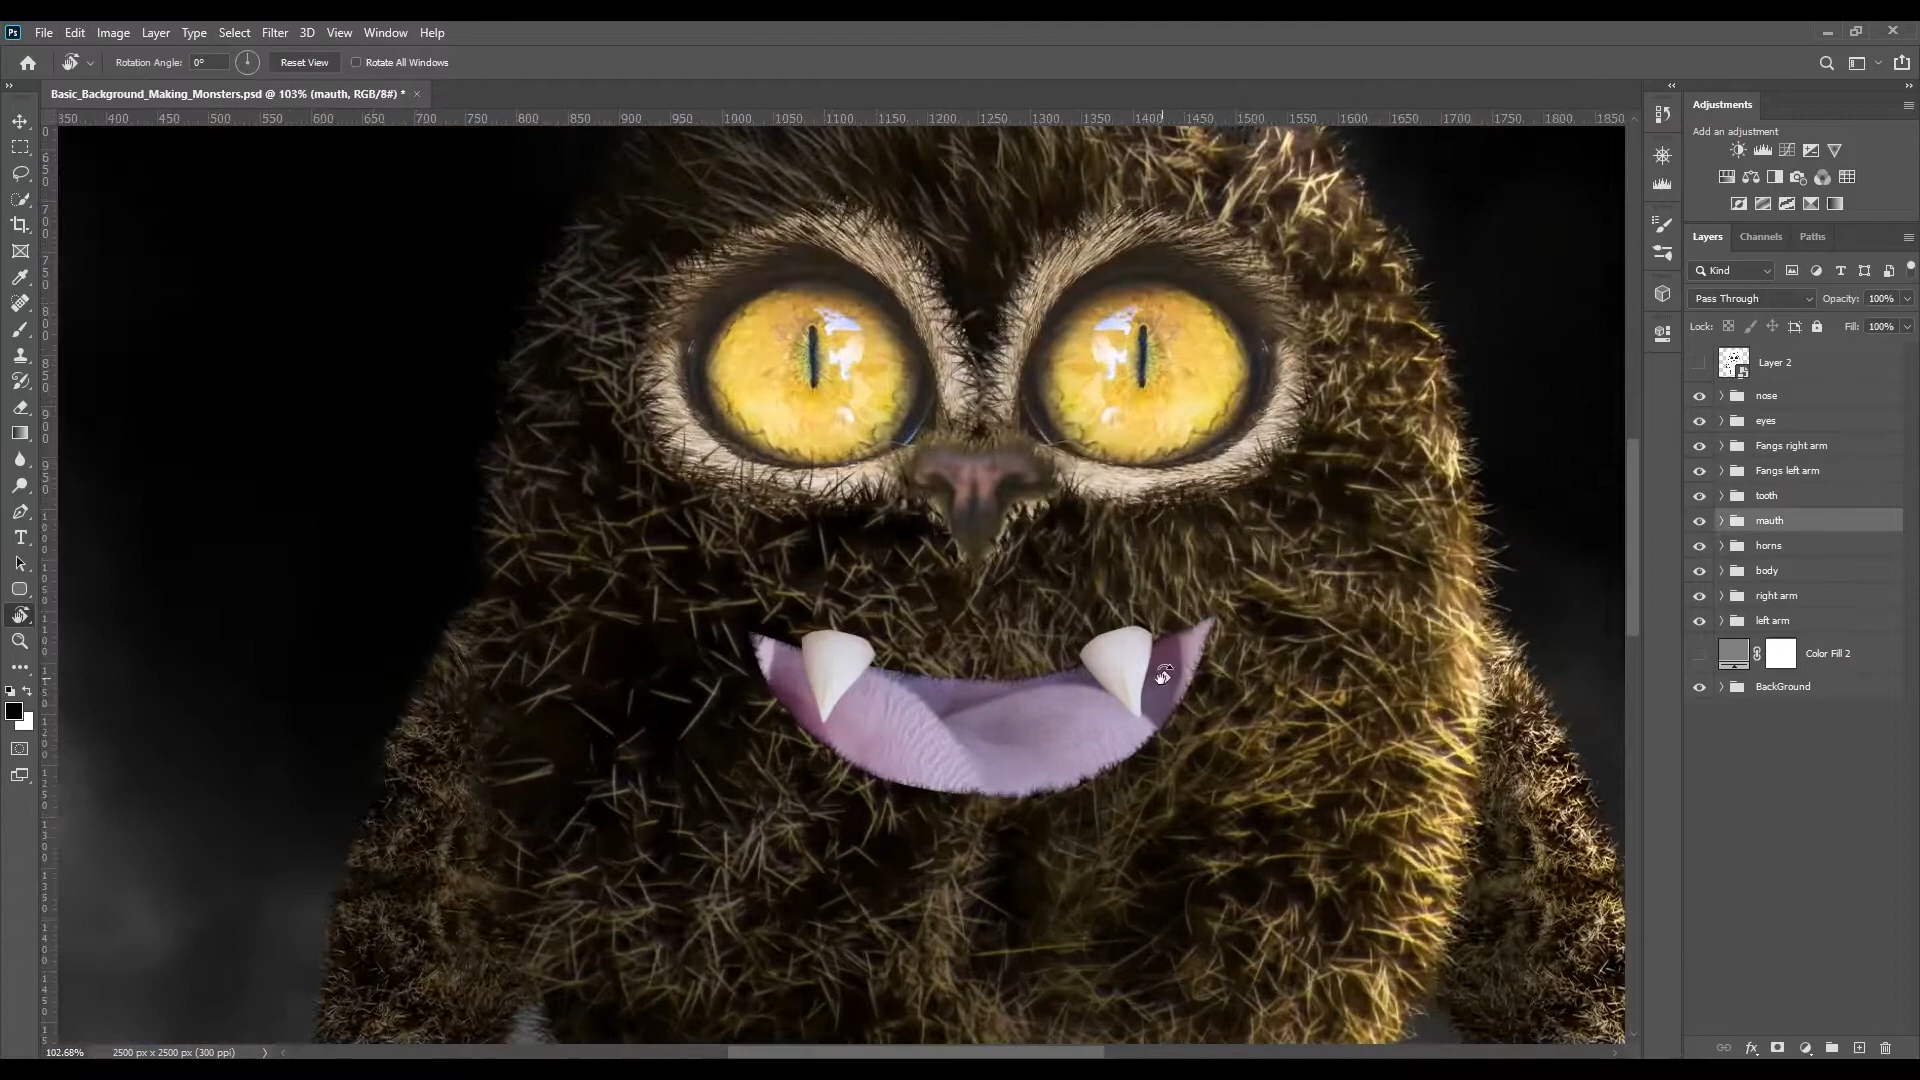 Ps File Edit Image Layer Type Select Filter 3D View Window Help
Rotation Angle: 0° Reset View Rotate All Windows
Basic_Background_Making_Monsters.psd @ 103% (mauth, RGB/8#) * ×
350 400 450 500 550 600 650 700 750 800 850 900 950 1000 1050 1100 1150 1200 1250 1300 1350 1400 1450 1500 1550 1600 1650 1700 1750 1800 1850
Adjustments
Add an adjustment
Layers Channels Paths
Kind
Pass Through Opacity: 100%
Lock: Fill: 100%
Layer 2
nose
eyes
Fangs right arm
Fangs left arm
tooth
mauth
horns
body
right arm
left arm
Color Fill 2
BackGround
102.68% 2500 px x 2500 px (300 ppi)